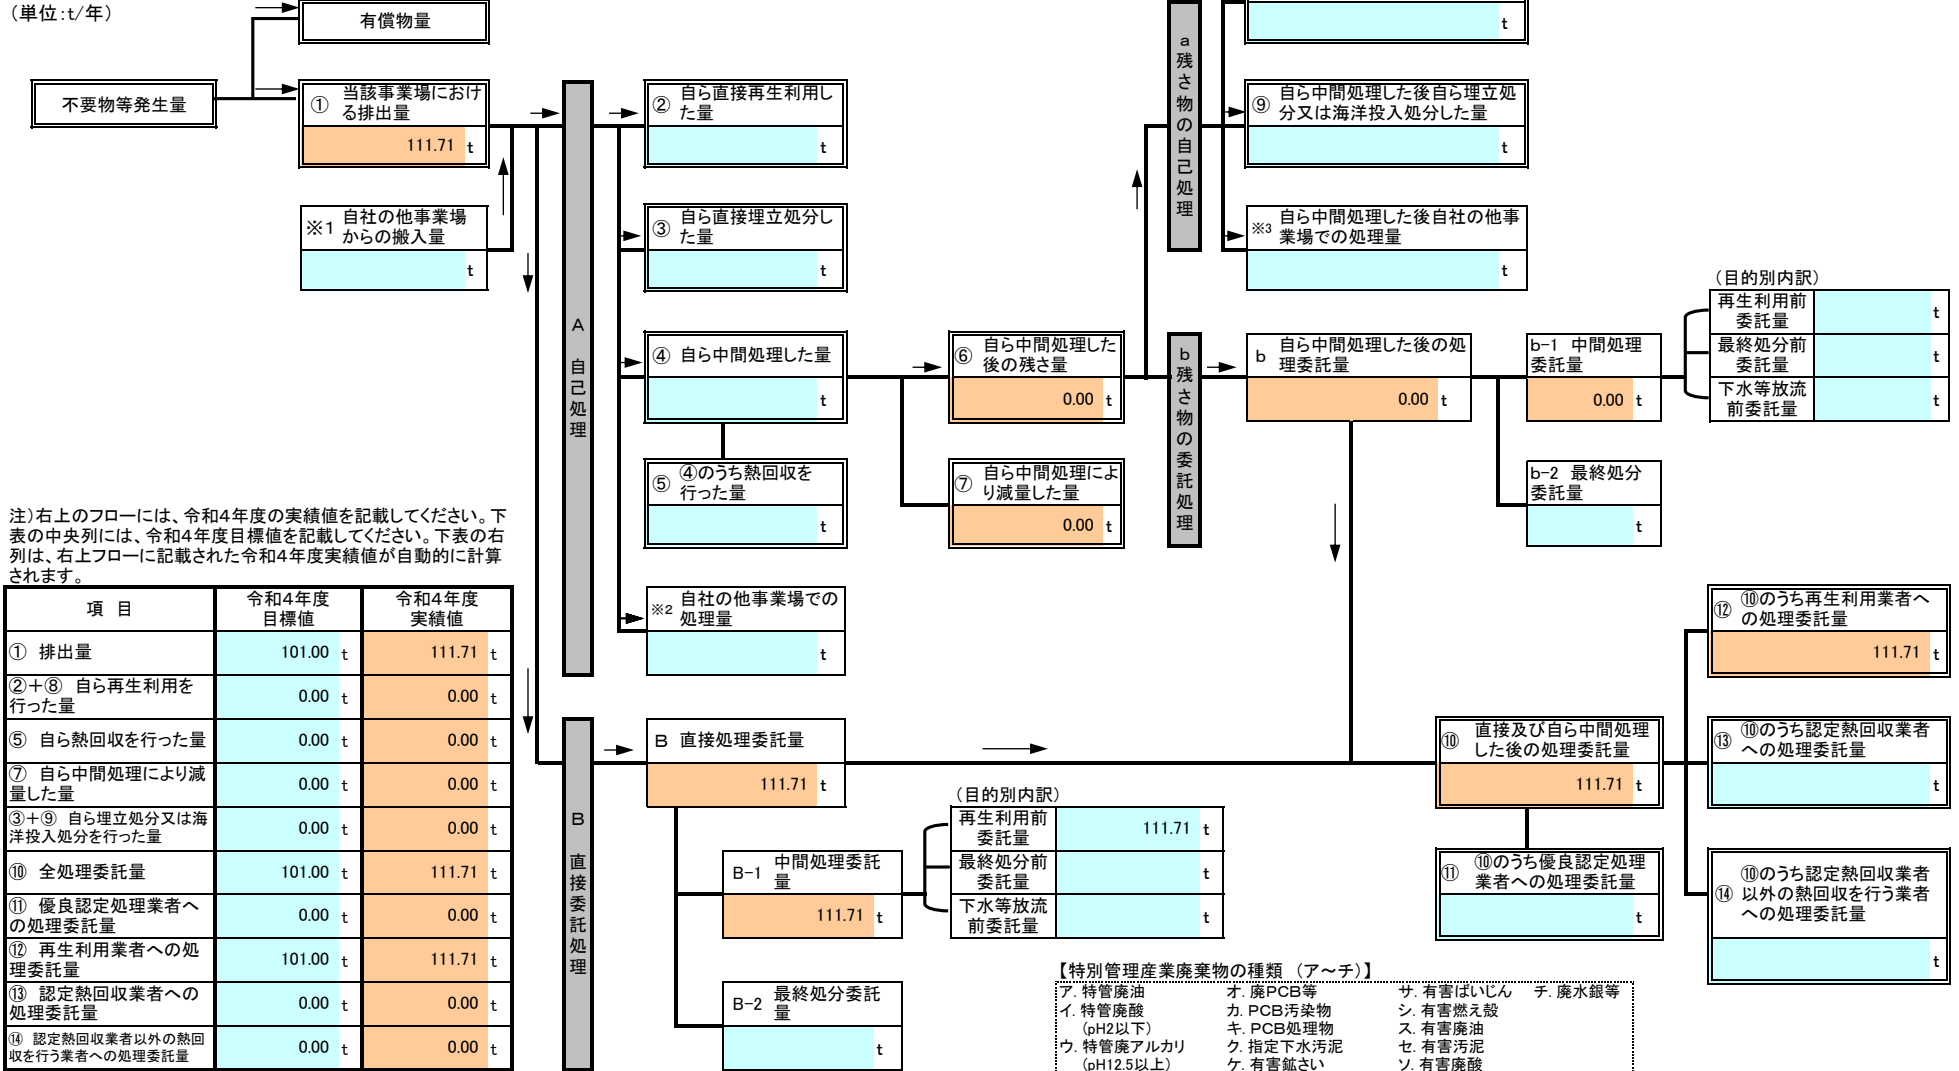 （単位：t/年）
有償物量
不要物等発生量
① 当該事業場におけ
る排出量
111.71 t
※1 自社の他事業場
からの搬入量
t
A 自己処理
② 自ら直接再生利用し
た量
t
③ 自ら直接埋立処分し
た量
t
④ 自ら中間処理した量
t
⑤ ④のうち熱回収を
行った量
t
※2 自社の他事業場での
処理量
t
⑥ 自ら中間処理した
後の残さ量
0.00 t
⑦ 自ら中間処理によ
り減量した量
0.00 t
a 残さ物の自己処理
t
⑨ 自ら中間処理した後自ら埋立処
分又は海洋投入処分した量
t
※3 自ら中間処理した後自社の他事
業場での処理量
t
b 残さ物の委託処理
b 自ら中間処理した後の処
理委託量
0.00 t
b-1 中間処理
委託量
0.00 t
b-2 最終処分
委託量
t
（目的別内訳）
再生利用前
委託量
t
最終処分前
委託量
t
下水等放流
前委託量
t
注）右上のフローには、令和4年度の実績値を記載してください。下
表の中央列には、令和4年度目標値を記載してください。下表の右
列は、右上フローに記載された令和4年度実績値が自動的に計算
されます。
項 目 令和4年度
目標値 令和4年度
実績値
① 排出量 101.00 t 111.71 t
②＋⑧ 自ら再生利用を
行った量 0.00 t 0.00 t
⑤ 自ら熱回収を行った量 0.00 t 0.00 t
⑦ 自ら中間処理により減
量した量 0.00 t 0.00 t
③＋⑨ 自ら埋立処分又は海
洋投入処分を行った量 0.00 t 0.00 t
⑩ 全処理委託量 101.00 t 111.71 t
⑪ 優良認定処理業者へ
の処理委託量 0.00 t 0.00 t
⑫ 再生利用業者への処
理委託量 101.00 t 111.71 t
⑬ 認定熱回収業者への
処理委託量 0.00 t 0.00 t
⑭ 認定熱回収業者以外の熱回
収を行う業者への処理委託量 0.00 t 0.00 t
B 直接委託処理
B 直接処理委託量
111.71 t
B-1 中間処理委託
量
111.71 t
B-2 最終処分委託
量
t
（目的別内訳）
再生利用前
委託量
111.71 t
最終処分前
委託量
t
下水等放流
前委託量
t
⑩ 直接及び自ら中間処理
した後の処理委託量
111.71 t
⑪ ⑩のうち優良認定処理
業者への処理委託量
t
⑫ ⑩のうち再生利用業者へ
の処理委託量
111.71 t
⑬ ⑩のうち認定熱回収業者
への処理委託量
t
⑭ ⑩のうち認定熱回収業者
以外の熱回収を行う業者
への処理委託量
t
【特別管理産業廃棄物の種類 （ア～チ）】
ア. 特管廃油 オ. 廃PCB等 サ. 有害ばいじん チ. 廃水銀等
イ. 特管廃酸 カ. PCB汚染物 シ. 有害燃え殻
（pH2以下） キ. PCB処理物 ス. 有害廃油
ウ. 特管廃アルカリ ク. 指定下水汚泥 セ. 有害汚泥
（pH12.5以上） ケ. 有害鉱さい ソ. 有害廃酸